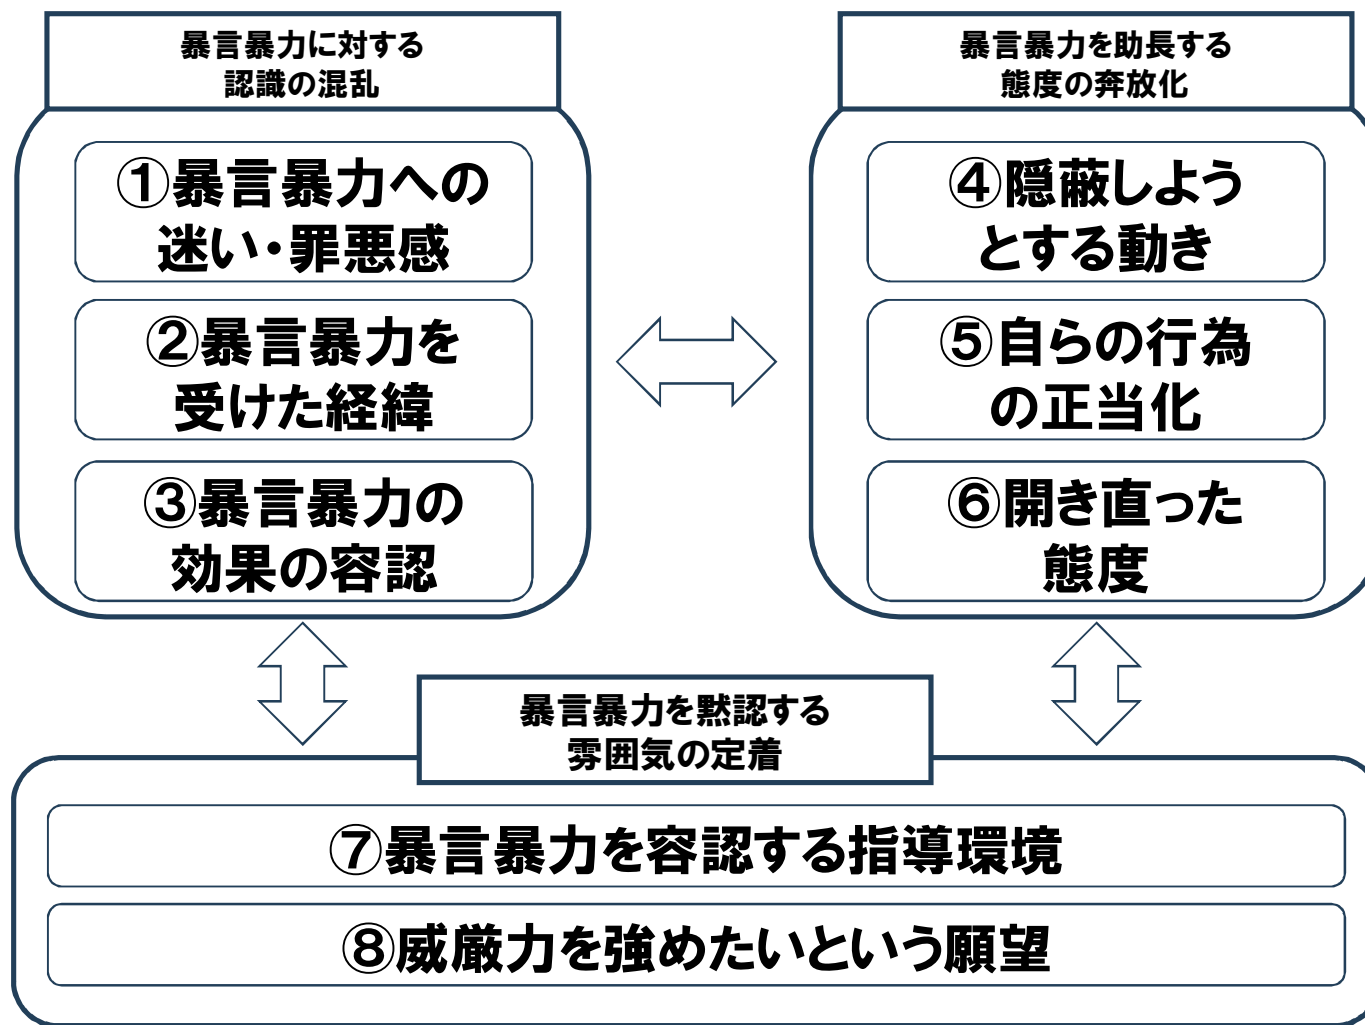 暴言暴力に対する
認識の混乱
①暴言暴力への
迷い・罪悪感
②暴言暴力を
受けた経緯
③暴言暴力の
効果の容認
暴言暴力を助長する
態度の奔放化
④隠蔽しよう
とする動き
⑤自らの行為
の正当化
⑥開き直った
態度
暴言暴力を黙認する
雰囲気の定着
⑦暴言暴力を容認する指導環境
⑧威厳力を強めたいという願望